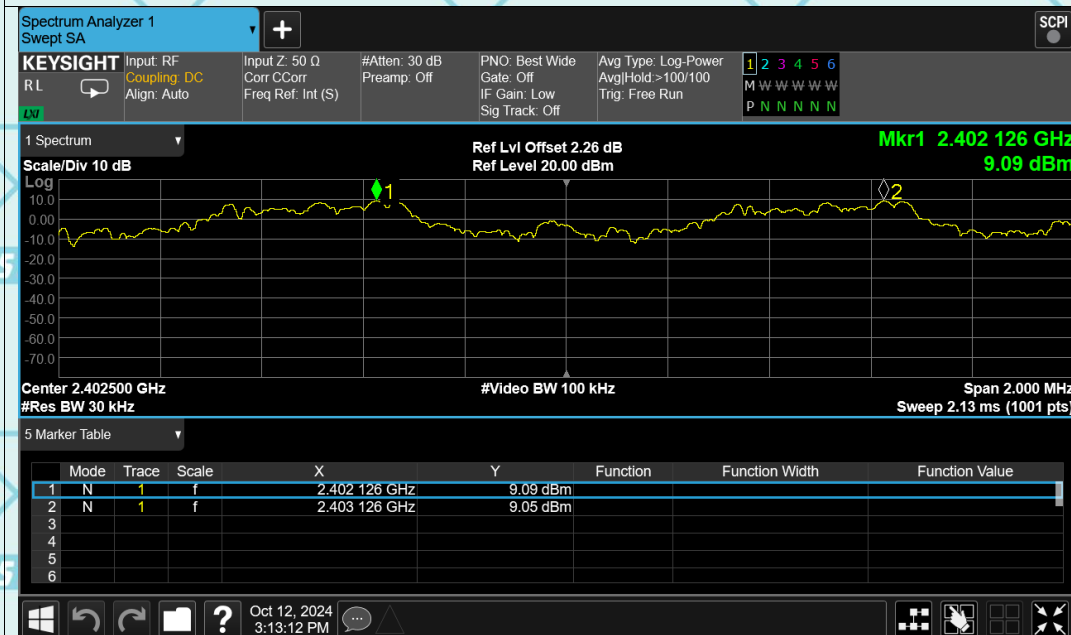 Spectrum Analyzer 1
Swept SA
+
SCPI
KEYSIGHT
RL
LXI
Input: RF
Coupling: DC
Align: Auto
Input Z: 50 Ω
Corr CCorr
Freq Ref: Int (S)
#Atten: 30 dB
Preamp: Off
PNO: Best Wide
Gate: Off
IF Gain: Low
Sig Track: Off
Avg Type: Log-Power
Avg|Hold:>100/100
Trig: Free Run
1 2 3 4 5 6
M W W W W W
P N N N N N
1 Spectrum
Scale/Div 10 dB
Ref Lvl Offset 2.26 dB
Ref Level 20.00 dBm
Mkr1 2.402 126 GHz
9.09 dBm
Log
10.0
0.00
-10.0
-20.0
-30.0
-40.0
-50.0
-60.0
-70.0
1
2
Center 2.402500 GHz
#Video BW 100 kHz
Span 2.000 MHz
#Res BW 30 kHz
Sweep 2.13 ms (1001 pts)
5 Marker Table
Mode Trace Scale X Y Function Function Width Function Value
1 N 1 f 2.402 126 GHz 9.09 dBm
2 N 1 f 2.403 126 GHz 9.05 dBm
3
4
5
6
?
Oct 12, 2024
3:13:12 PM